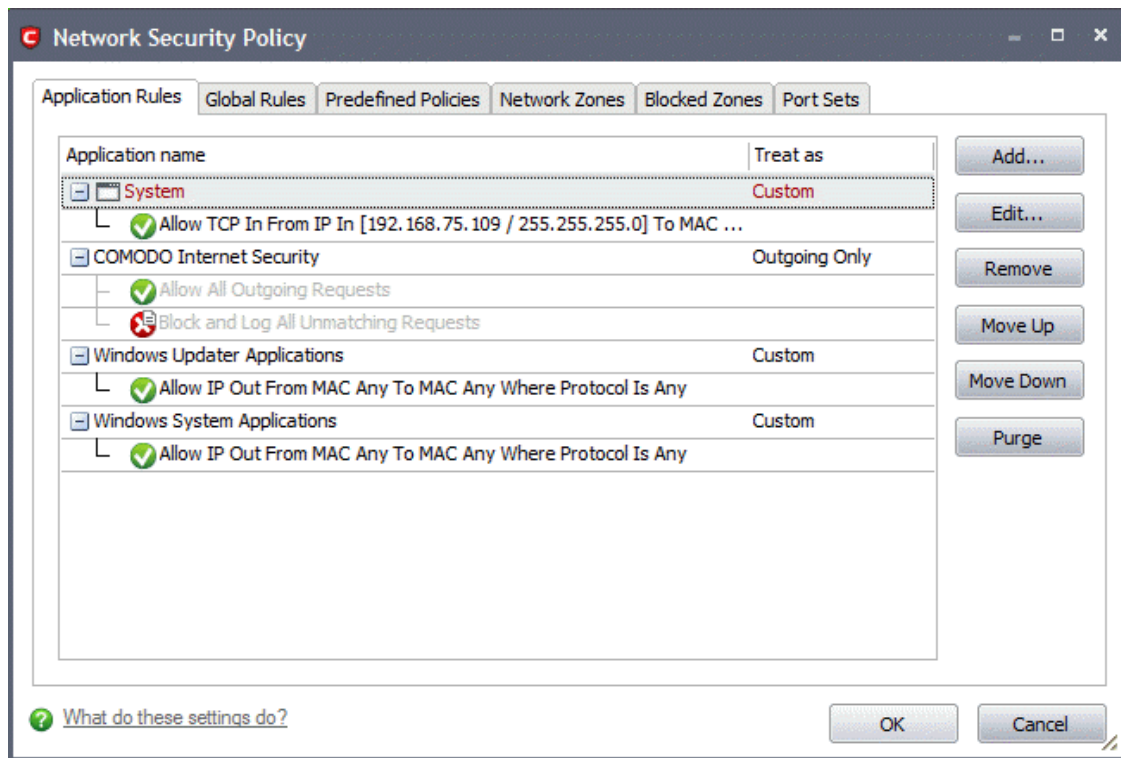 Network Security Policy
Application Rules Global Rules Predefined Policies Network Zones Blocked Zones Port Sets
Application name Treat as
System Custom
Allow TCP In From IP In [192.168.75.109 / 255.255.255.0] To MAC ...
COMODO Internet Security Outgoing Only
Allow All Outgoing Requests
Block and Log All Unmatching Requests
Windows Updater Applications Custom
Allow IP Out From MAC Any To MAC Any Where Protocol Is Any
Windows System Applications Custom
Allow IP Out From MAC Any To MAC Any Where Protocol Is Any
Add...
Edit...
Remove
Move Up
Move Down
Purge
What do these settings do?
OK Cancel